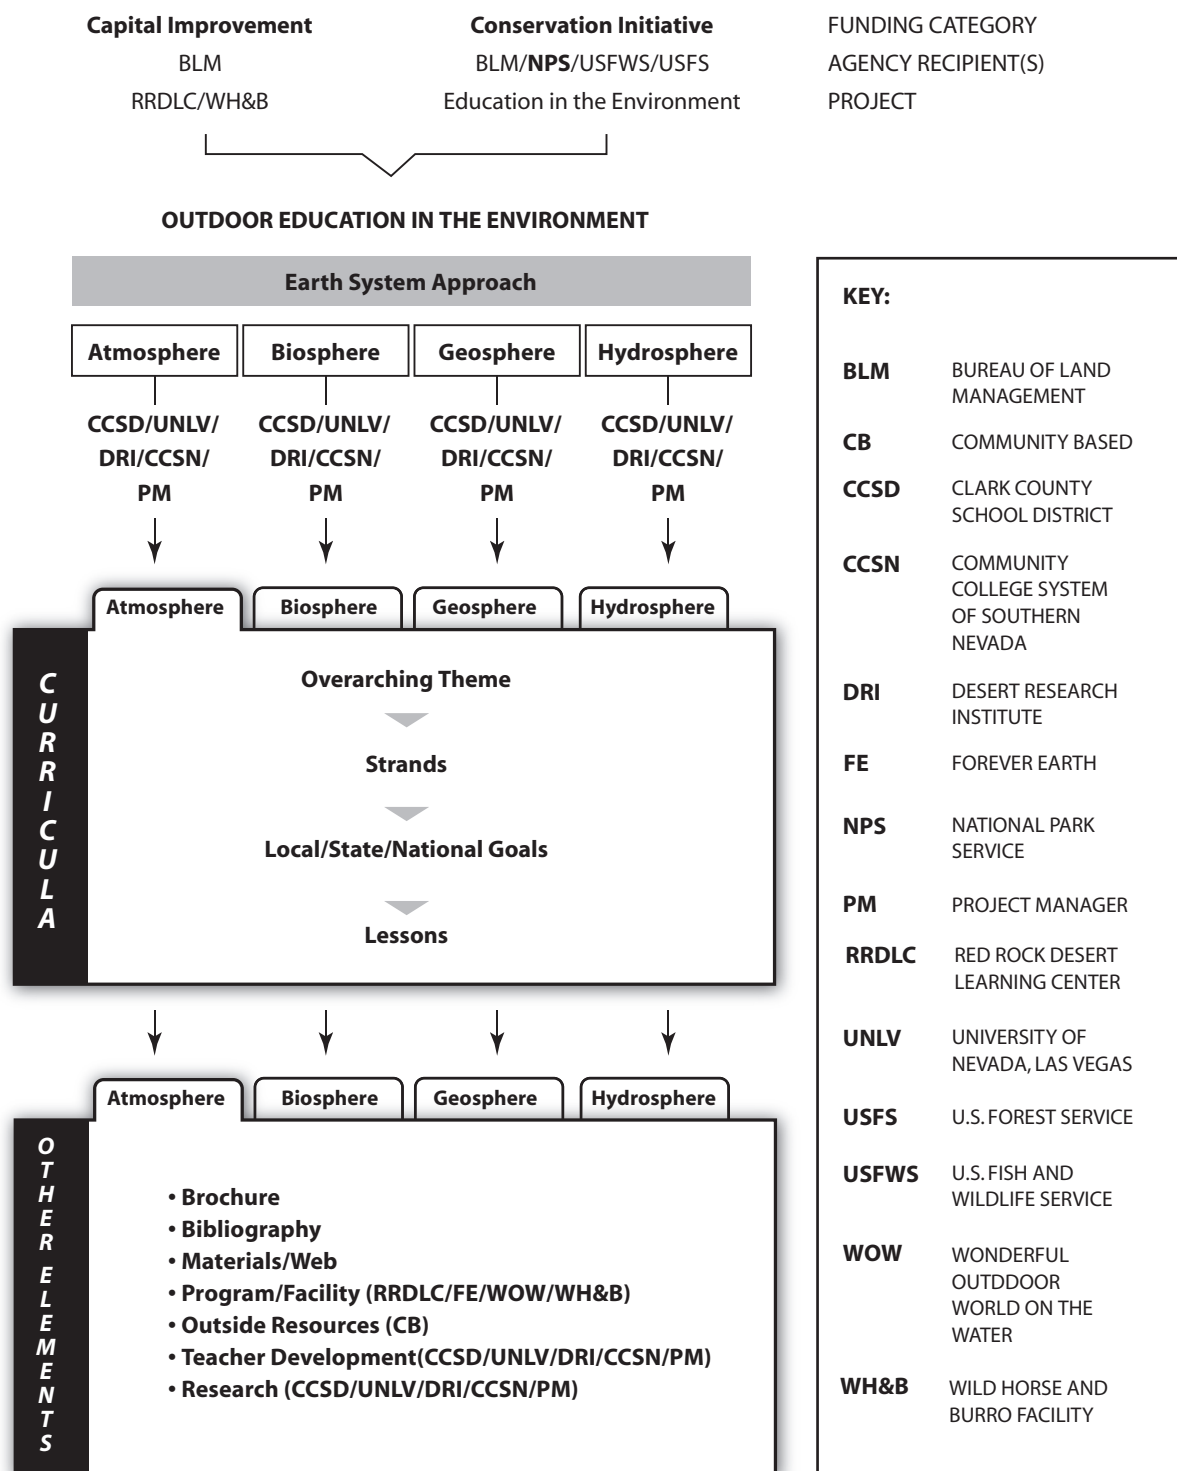 Capital Improvement Conservation Initiative FUNDING CATEGORY
BLM BLM/NPS/USFWS/USFS AGENCY RECIPIENT(S)
RRDLC/WH&B Education in the Environment PROJECT
OUTDOOR EDUCATION IN THE ENVIRONMENT
Earth System Approach
Atmosphere Biosphere Geosphere Hydrosphere
CCSD/UNLV/ CCSD/UNLV/ CCSD/UNLV/ CCSD/UNLV/
DRI/CCSN/ DRI/CCSN/ DRI/CCSN/ DRI/CCSN/
PM PM PM PM
Atmosphere Biosphere Geosphere Hydrosphere
CURRICULA
Overarching Theme
Strands
Local/State/National Goals
Lessons
Atmosphere Biosphere Geosphere Hydrosphere
OTHER ELEMENTS
• Brochure
• Bibliography
• Materials/Web
• Program/Facility (RRDLC/FE/WOW/WH&B)
• Outside Resources (CB)
• Teacher Development(CCSD/UNLV/DRI/CCSN/PM)
• Research (CCSD/UNLV/DRI/CCSN/PM)
KEY:
BLM BUREAU OF LAND
MANAGEMENT
CB COMMUNITY BASED
CCSD CLARK COUNTY
SCHOOL DISTRICT
CCSN COMMUNITY
COLLEGE SYSTEM
OF SOUTHERN
NEVADA
DRI DESERT RESEARCH
INSTITUTE
FE FOREVER EARTH
NPS NATIONAL PARK
SERVICE
PM PROJECT MANAGER
RRDLC RED ROCK DESERT
LEARNING CENTER
UNLV UNIVERSITY OF
NEVADA, LAS VEGAS
USFS U.S. FOREST SERVICE
USFWS U.S. FISH AND
WILDLIFE SERVICE
WOW WONDERFUL
OUTDDOOR
WORLD ON THE
WATER
WH&B WILD HORSE AND
BURRO FACILITY